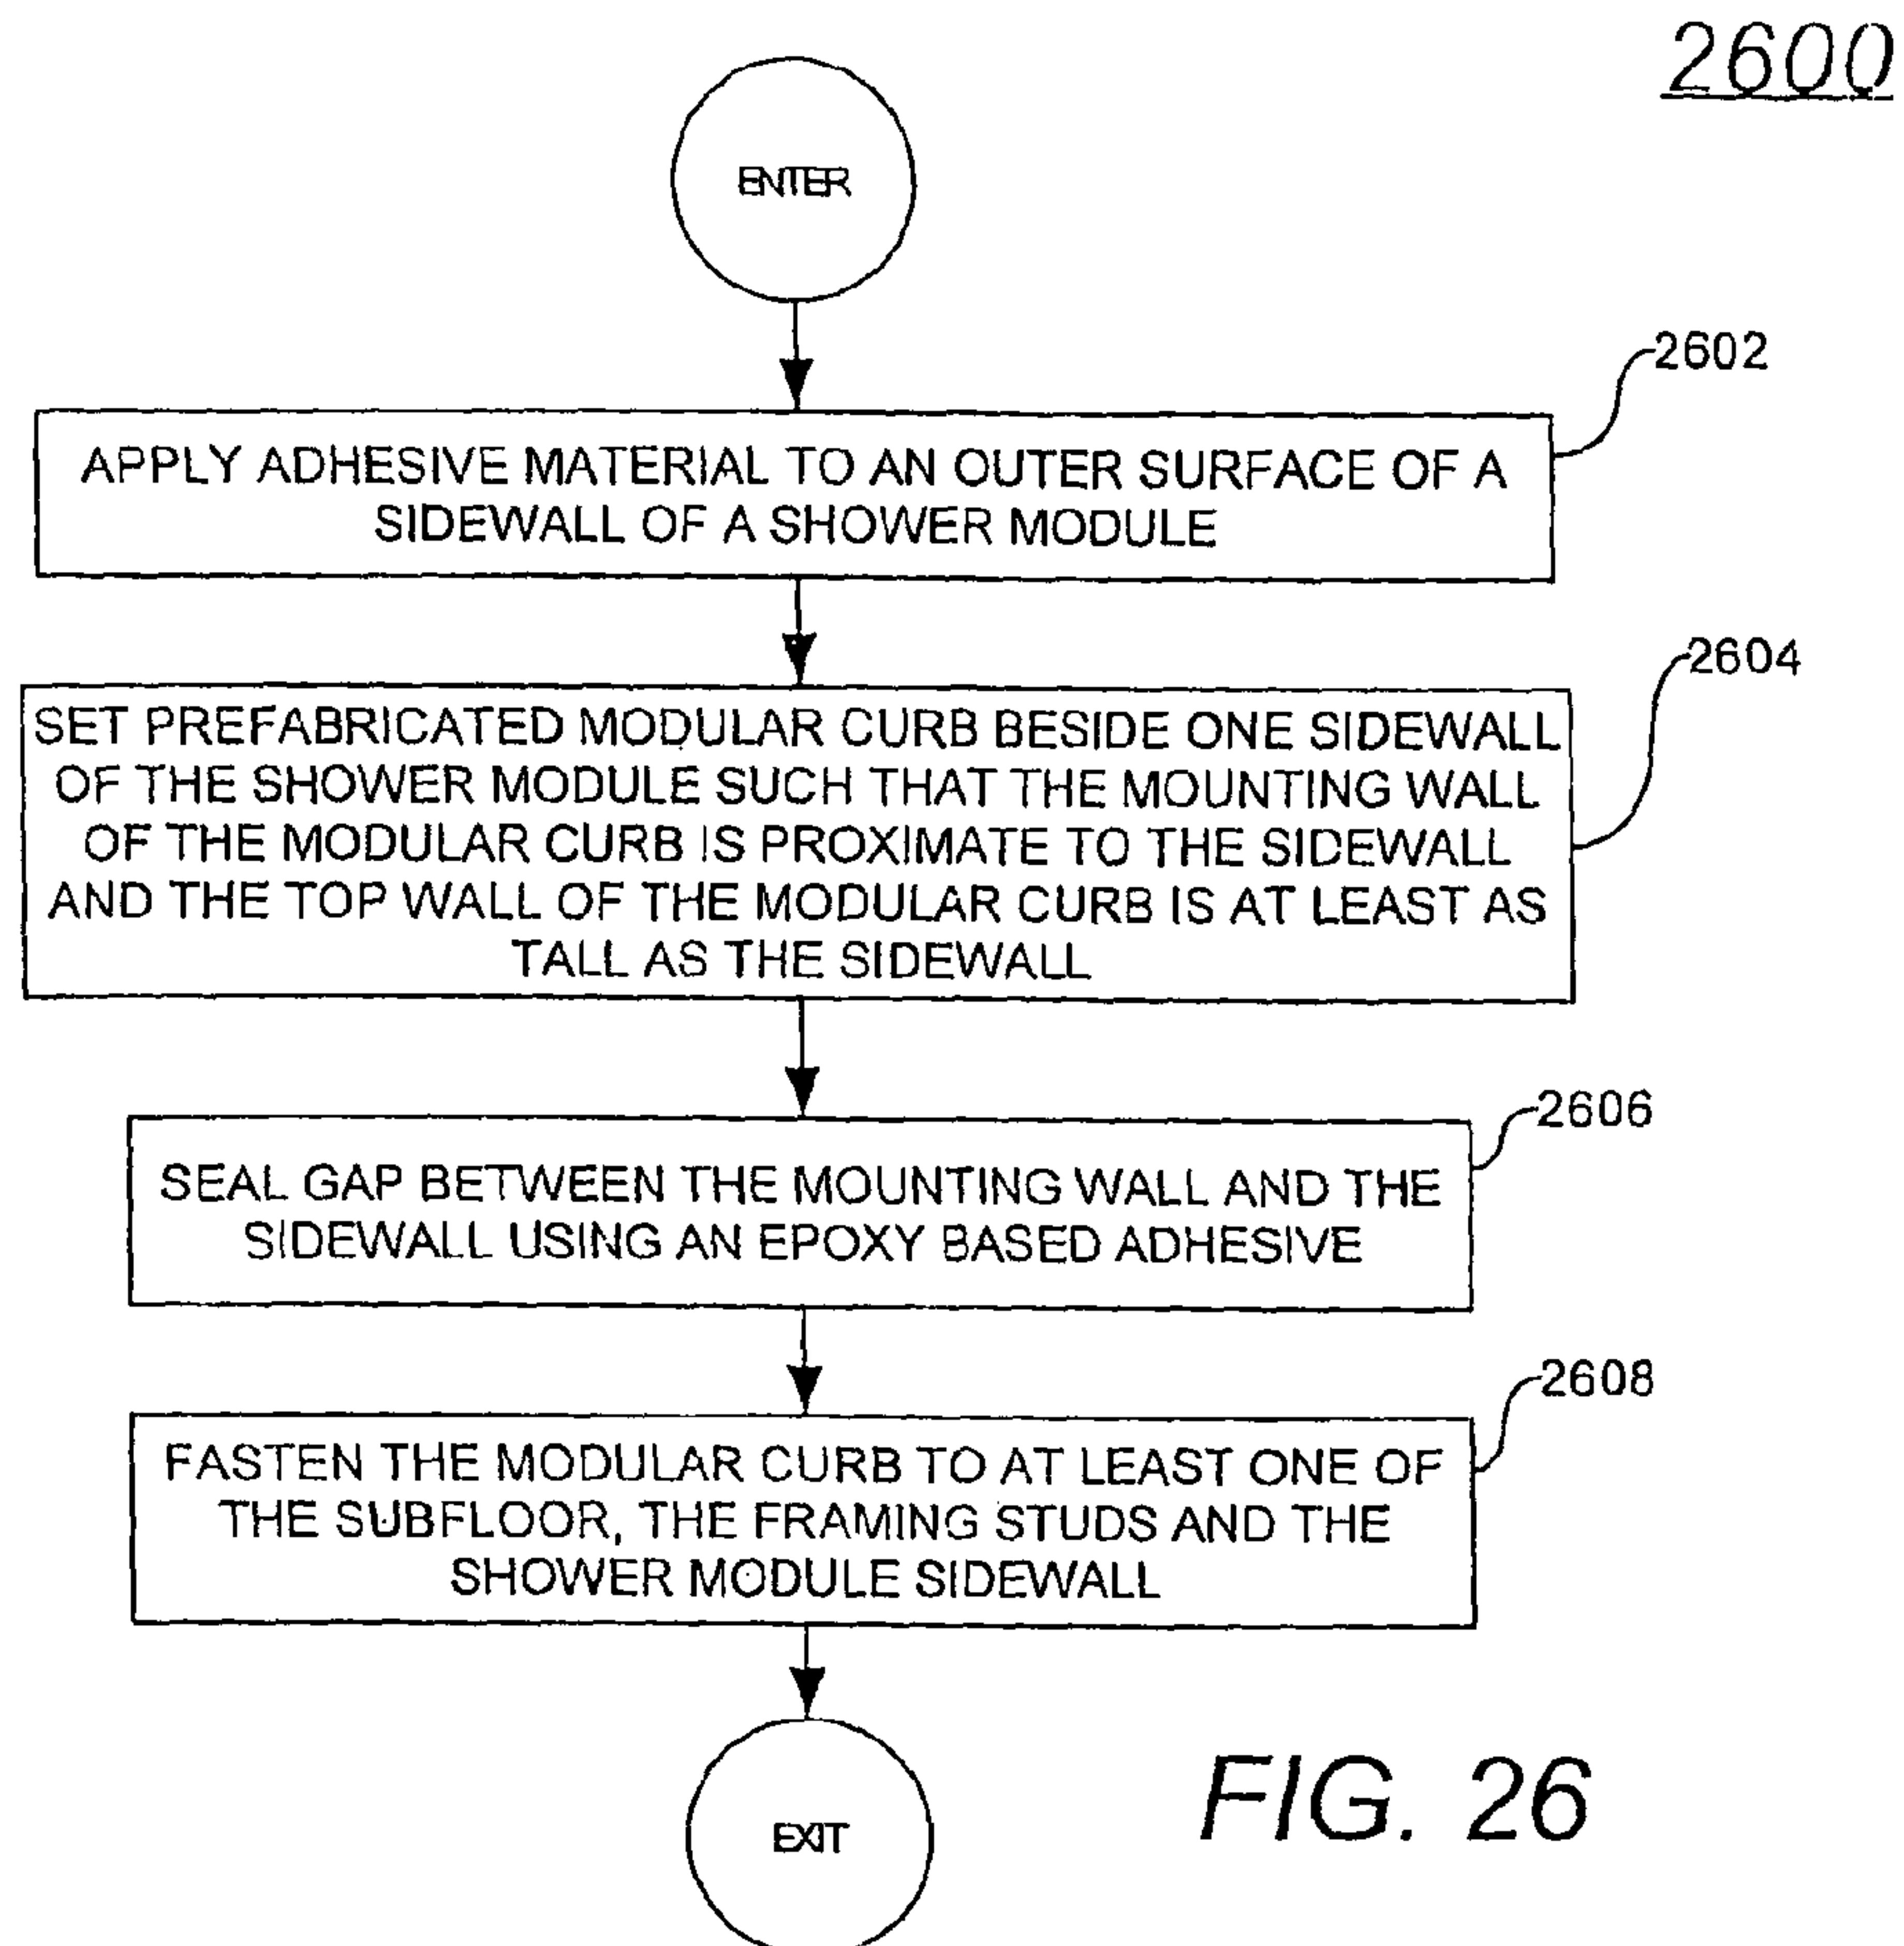 2600
ENTER
2602
APPLY ADHESIVE MATERIAL TO AN OUTER SURFACE OF A
SIDEWALL OF A SHOWER MODULE
2604
SET PREFABRICATED MODULAR CURB BESIDE ONE SIDEWALL
OF THE SHOWER MODULE SUCH THAT THE MOUNTING WALL
OF THE MODULAR CURB IS PROXIMATE TO THE SIDEWALL
AND THE TOP WALL OF THE MODULAR CURB IS AT LEAST AS
TALL AS THE SIDEWALL
2606
SEAL GAP BETWEEN THE MOUNTING WALL AND THE
SIDEWALL USING AN EPOXY BASED ADHESIVE
2608
FASTEN THE MODULAR CURB TO AT LEAST ONE OF
THE SUBFLOOR, THE FRAMING STUDS AND THE
SHOWER MODULE SIDEWALL
EXIT
FIG. 26